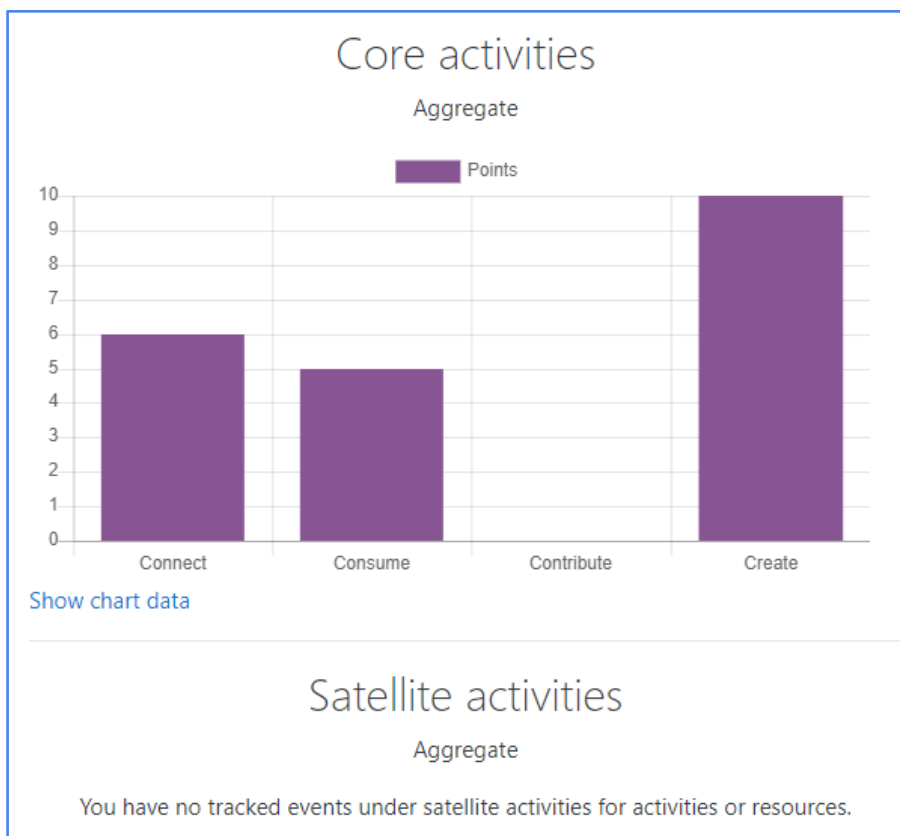 Core activities
Aggregate
Points
10
9
8
7
6
5
4
3
2
1
0
Connect Consume Contribute Create
Show chart data
Satellite activities
Aggregate
You have no tracked events under satellite activities for activities or resources.